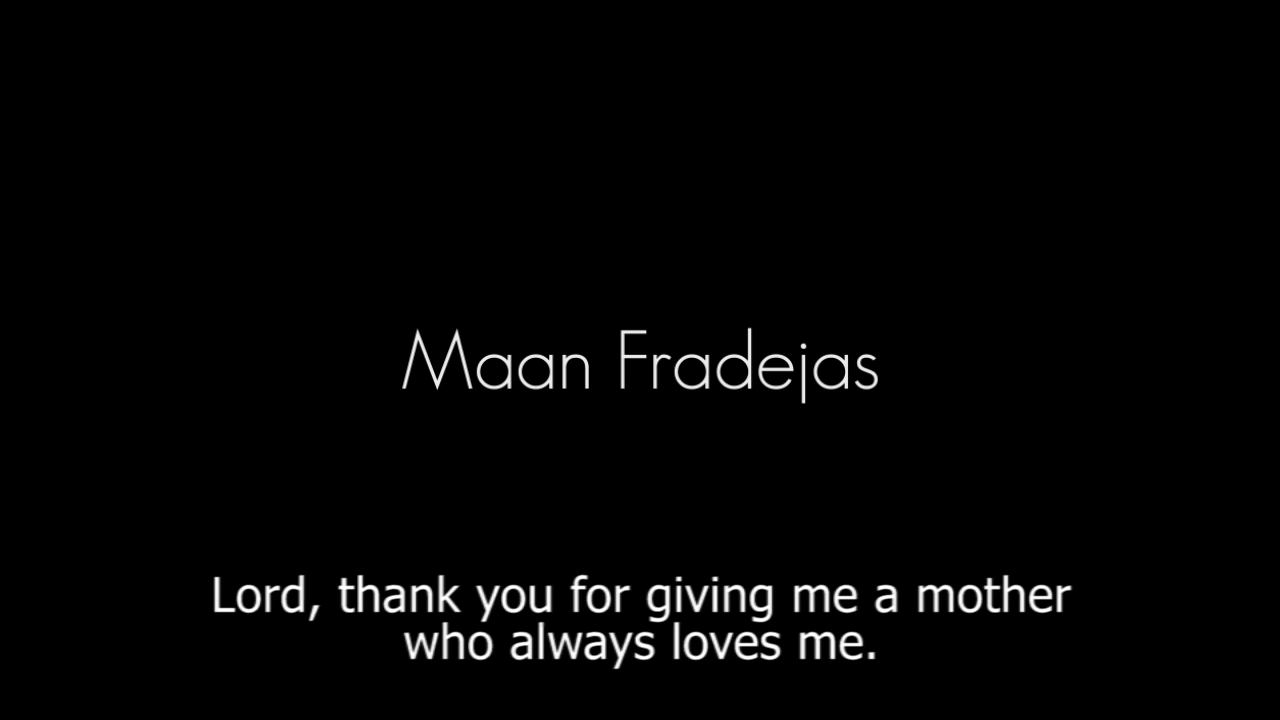 Maan Fradejas
Lord, thank you for giving me a mother
who always loves me.